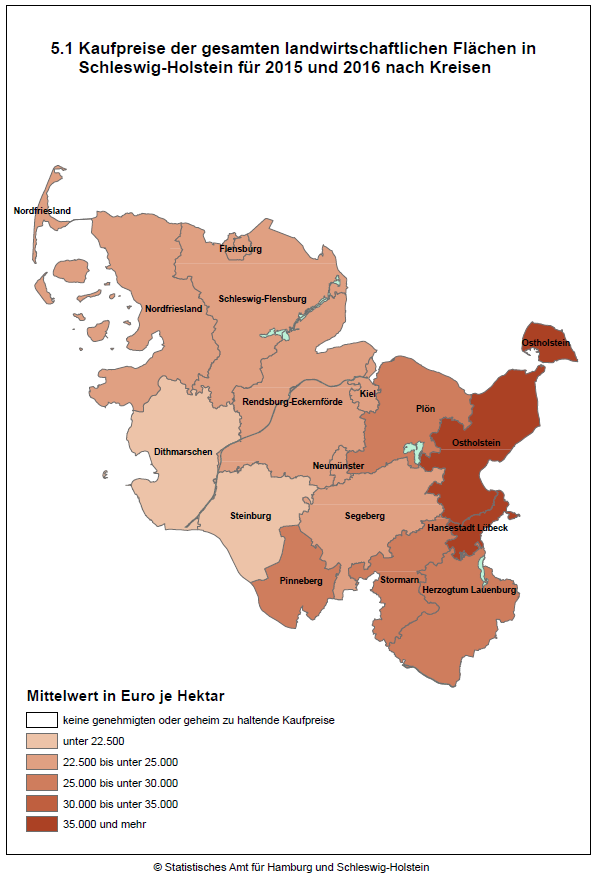 5.1 Kaufpreise der gesamten landwirtschaftlichen Flächen in
Schleswig-Holstein für 2015 und 2016 nach Kreisen
Nordfriesland
Flensburg
Schleswig-Flensburg
Nordfriesland
Ostholstein
Kiel
Rendsburg-Eckernförde
Plön
Ostholstein
Dithmarschen
Neumünster
Steinburg
Segeberg
Hansestadt Lübeck
Pinneberg
Stormarn
Herzogtum Lauenburg
Mittelwert in Euro je Hektar
keine genehmigten oder geheim zu haltende Kaufpreise
unter 22.500
22.500 bis unter 25.000
25.000 bis unter 30.000
30.000 bis unter 35.000
35.000 und mehr
© Statistisches Amt für Hamburg und Schleswig-Holstein